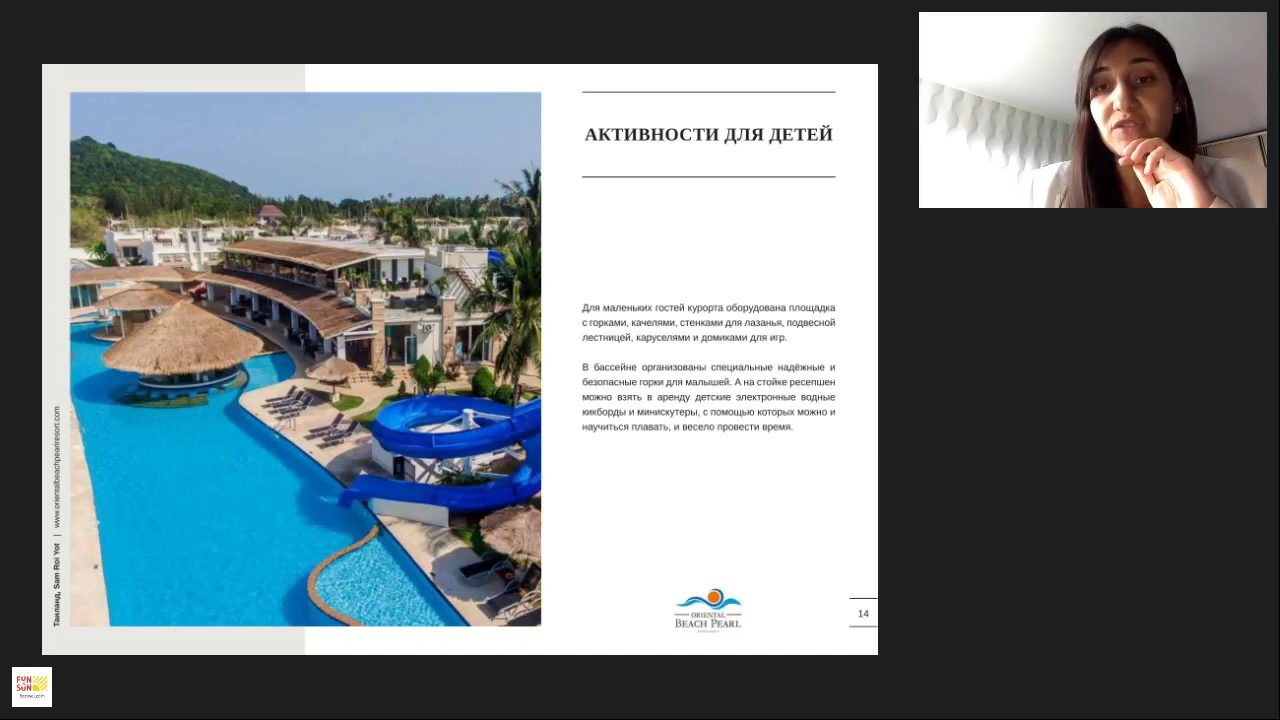 АКТИВНОСТИ ДЛЯ ДЕТЕЙ
Для маленьких гостей курорта оборудована площадка
с горками, качелями, стенками для лазанья, подвесной
лестницей, каруселями и домиками для игр.
В бассейне организованы специальные надёжные и
безопасные горки для малышей. А на стойке ресепшен
можно взять в аренду детские электронные водные
кикборды и минискутеры, с помощью которых можно и
научиться плавать, и весело провести время.
Таиланд, Sam Roi Yot | www.orientalbeachpearlresort.com
ORIENTAL
BEACH PEARL
14
FUN
SUN